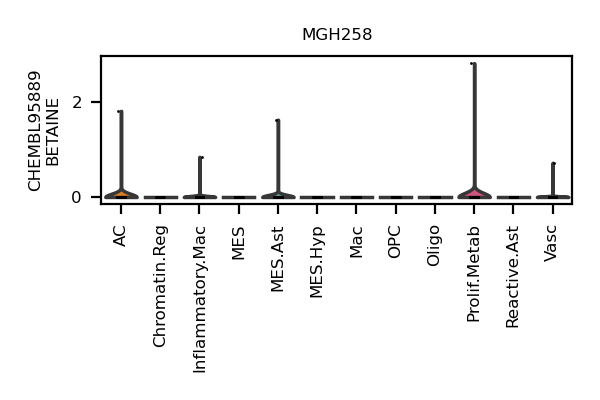 MGH258
CHEMBL95889
BETAINE
2
0
AC
Chromatin.Reg
Inflammatory.Mac
MES
MES.Ast
MES.Hyp
Mac
OPC
Oligo
Prolif.Metab
Reactive.Ast
Vasc